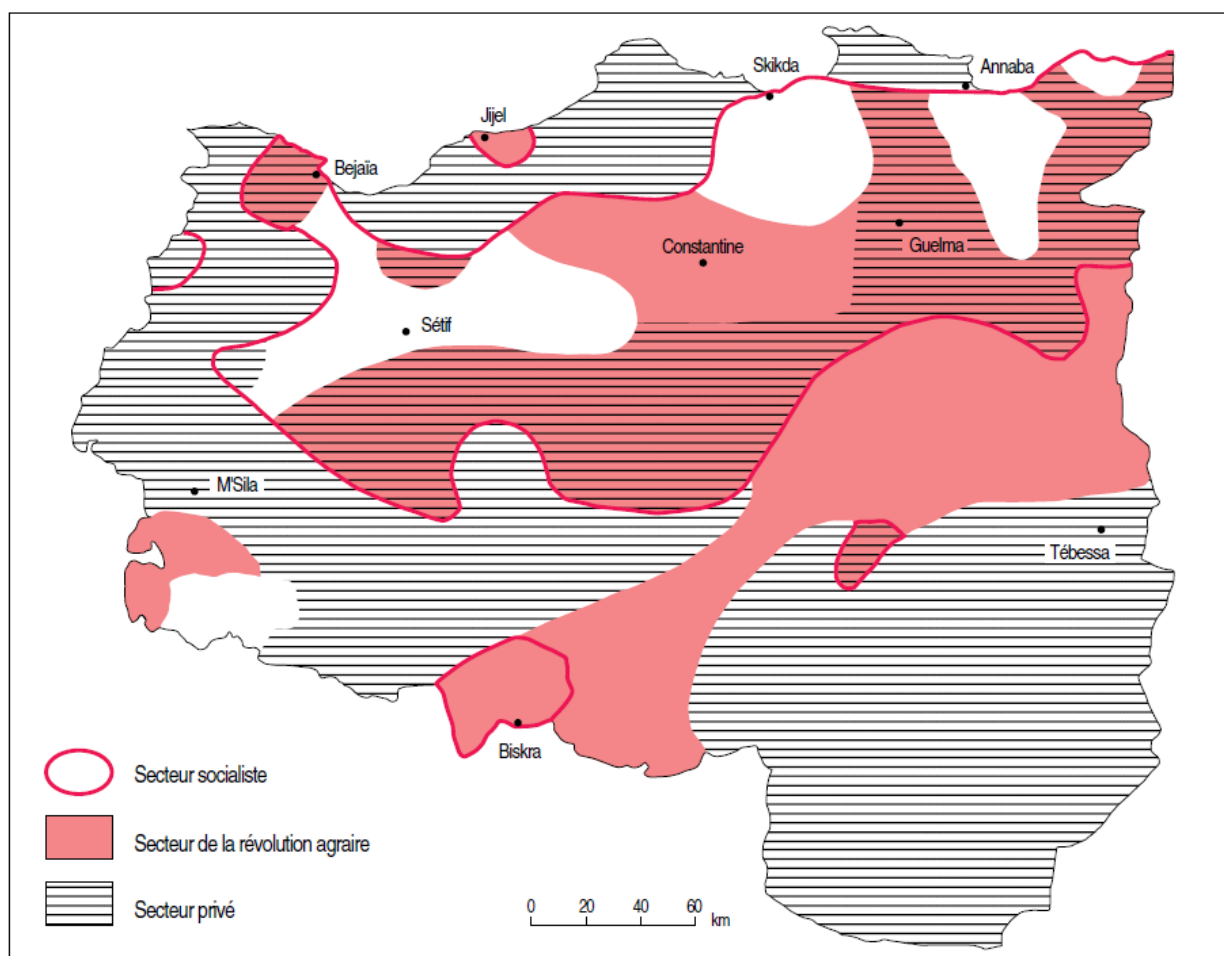 Skikda
Annaba
Jijel
Bejaïa
Constantine
Guelma
Sétif
M'Sila
Tébessa
Biskra
Secteur socialiste
Secteur de la révolution agraire
Secteur privé
0 20 40 60
km